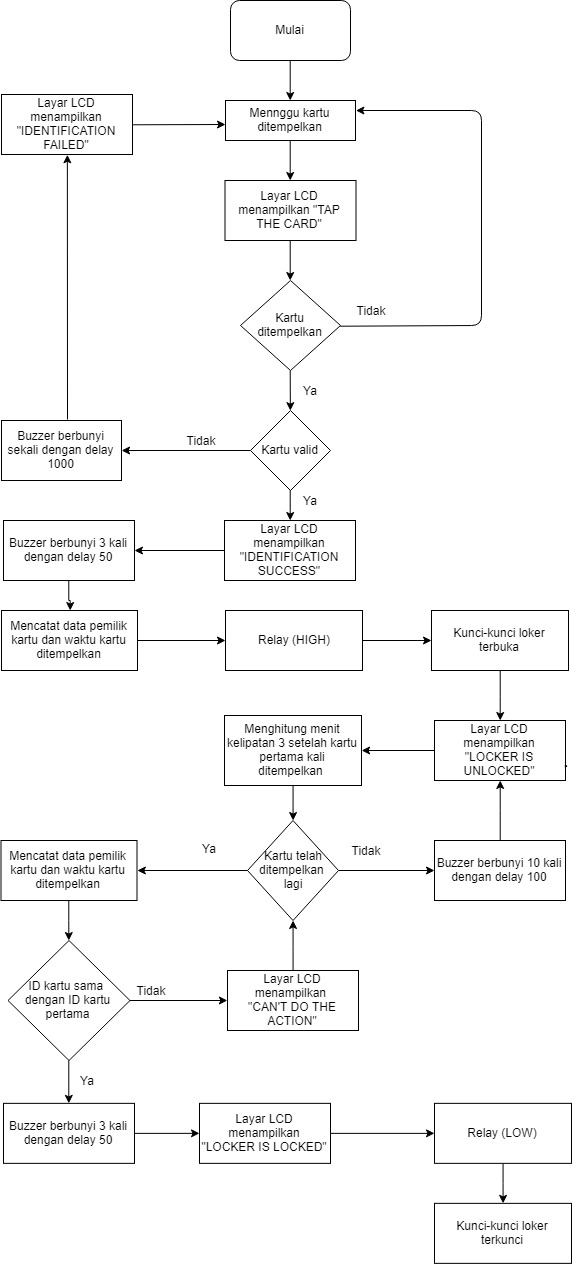 Mulai
Layar LCD
menampilkan
"IDENTIFICATION
FAILED"
Mennggu kartu
ditempelkan
Layar LCD
menampilkan "TAP
THE CARD"
Kartu
ditempelkan
Tidak
Ya
Buzzer berbunyi
sekali dengan delay
1000
Tidak
Kartu valid
Ya
Buzzer berbunyi 3 kali
dengan delay 50
Layar LCD
menampilkan
"IDENTIFICATION
SUCCESS"
Mencatat data pemilik
kartu dan waktu kartu
ditempelkan
Relay (HIGH)
Kunci-kunci loker
terbuka
Menghitung menit
kelipatan 3 setelah kartu
pertama kali
ditempelkan
Layar LCD
menampilkan
"LOCKER IS
UNLOCKED"
Mencatat data pemilik
kartu dan waktu kartu
ditempelkan
Ya
Kartu telah
ditempelkan
lagi
Tidak
Buzzer berbunyi 10 kali
dengan delay 100
ID kartu sama
dengan ID kartu
pertama
Tidak
Layar LCD
menampilkan
"CAN'T DO THE
ACTION"
Ya
Buzzer berbunyi 3 kali
dengan delay 50
Layar LCD
menampilkan
"LOCKER IS LOCKED"
Relay (LOW)
Kunci-kunci loker
terkunci